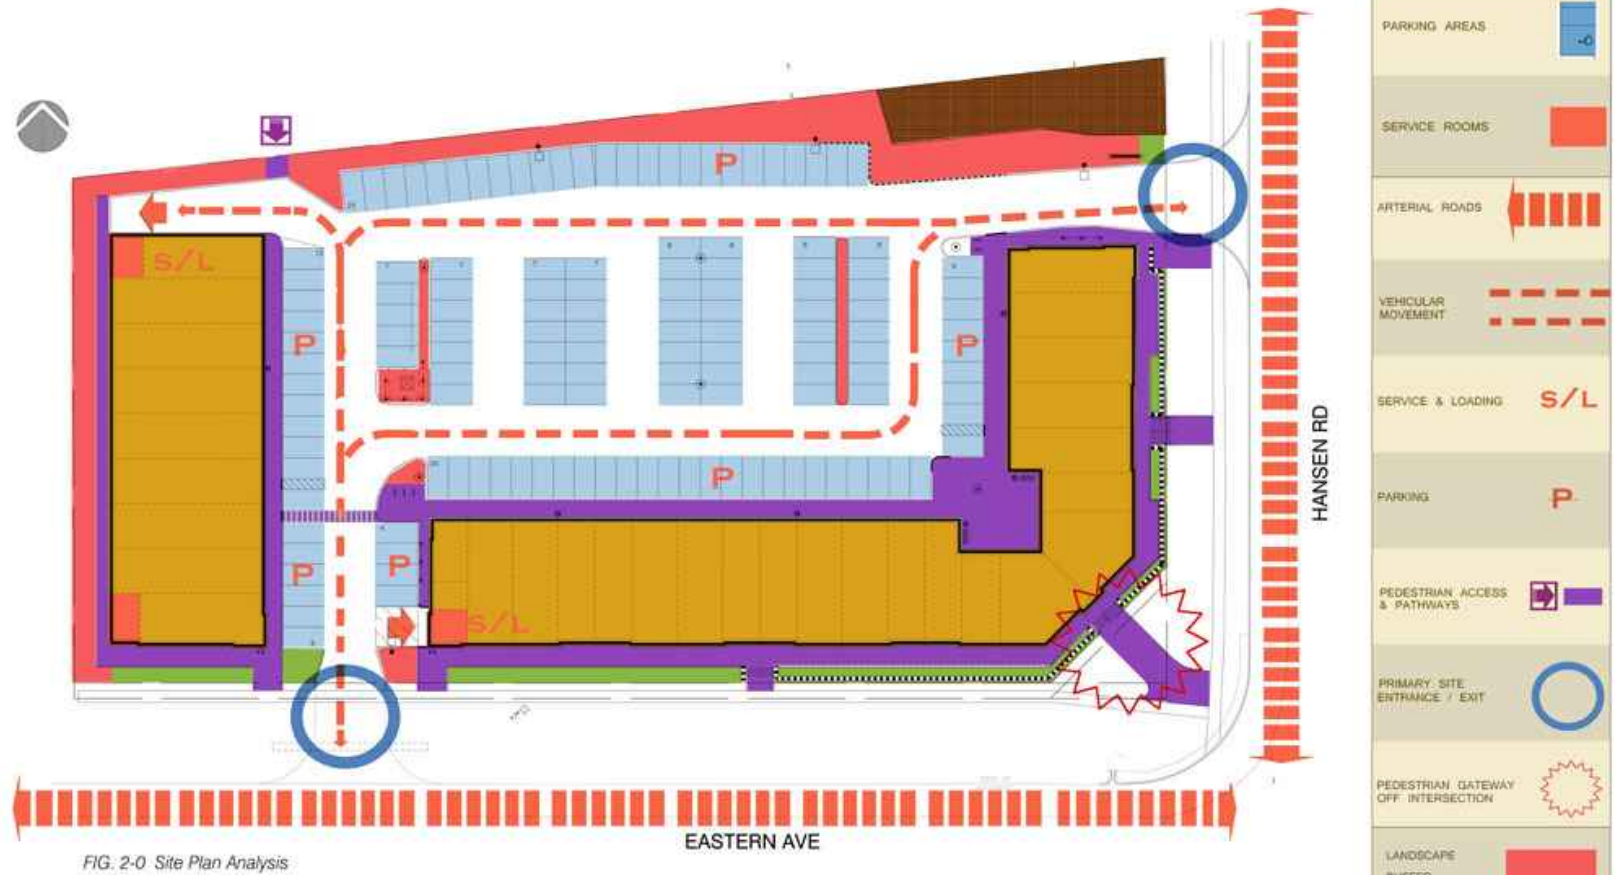 S/L
P
P
P
P
P
P
S/L
HANSEN RD
EASTERN AVE
FIG. 2-0 Site Plan Analysis
PARKING AREAS
SERVICE ROOMS
ARTERIAL ROADS
VEHICULAR
MOVEMENT
SERVICE & LOADING S/L
PARKING P
PEDESTRIAN ACCESS
& PATHWAYS
PRIMARY SITE
ENTRANCE / EXIT
PEDESTRIAN GATEWAY
OFF INTERSECTION
LANDSCAPE